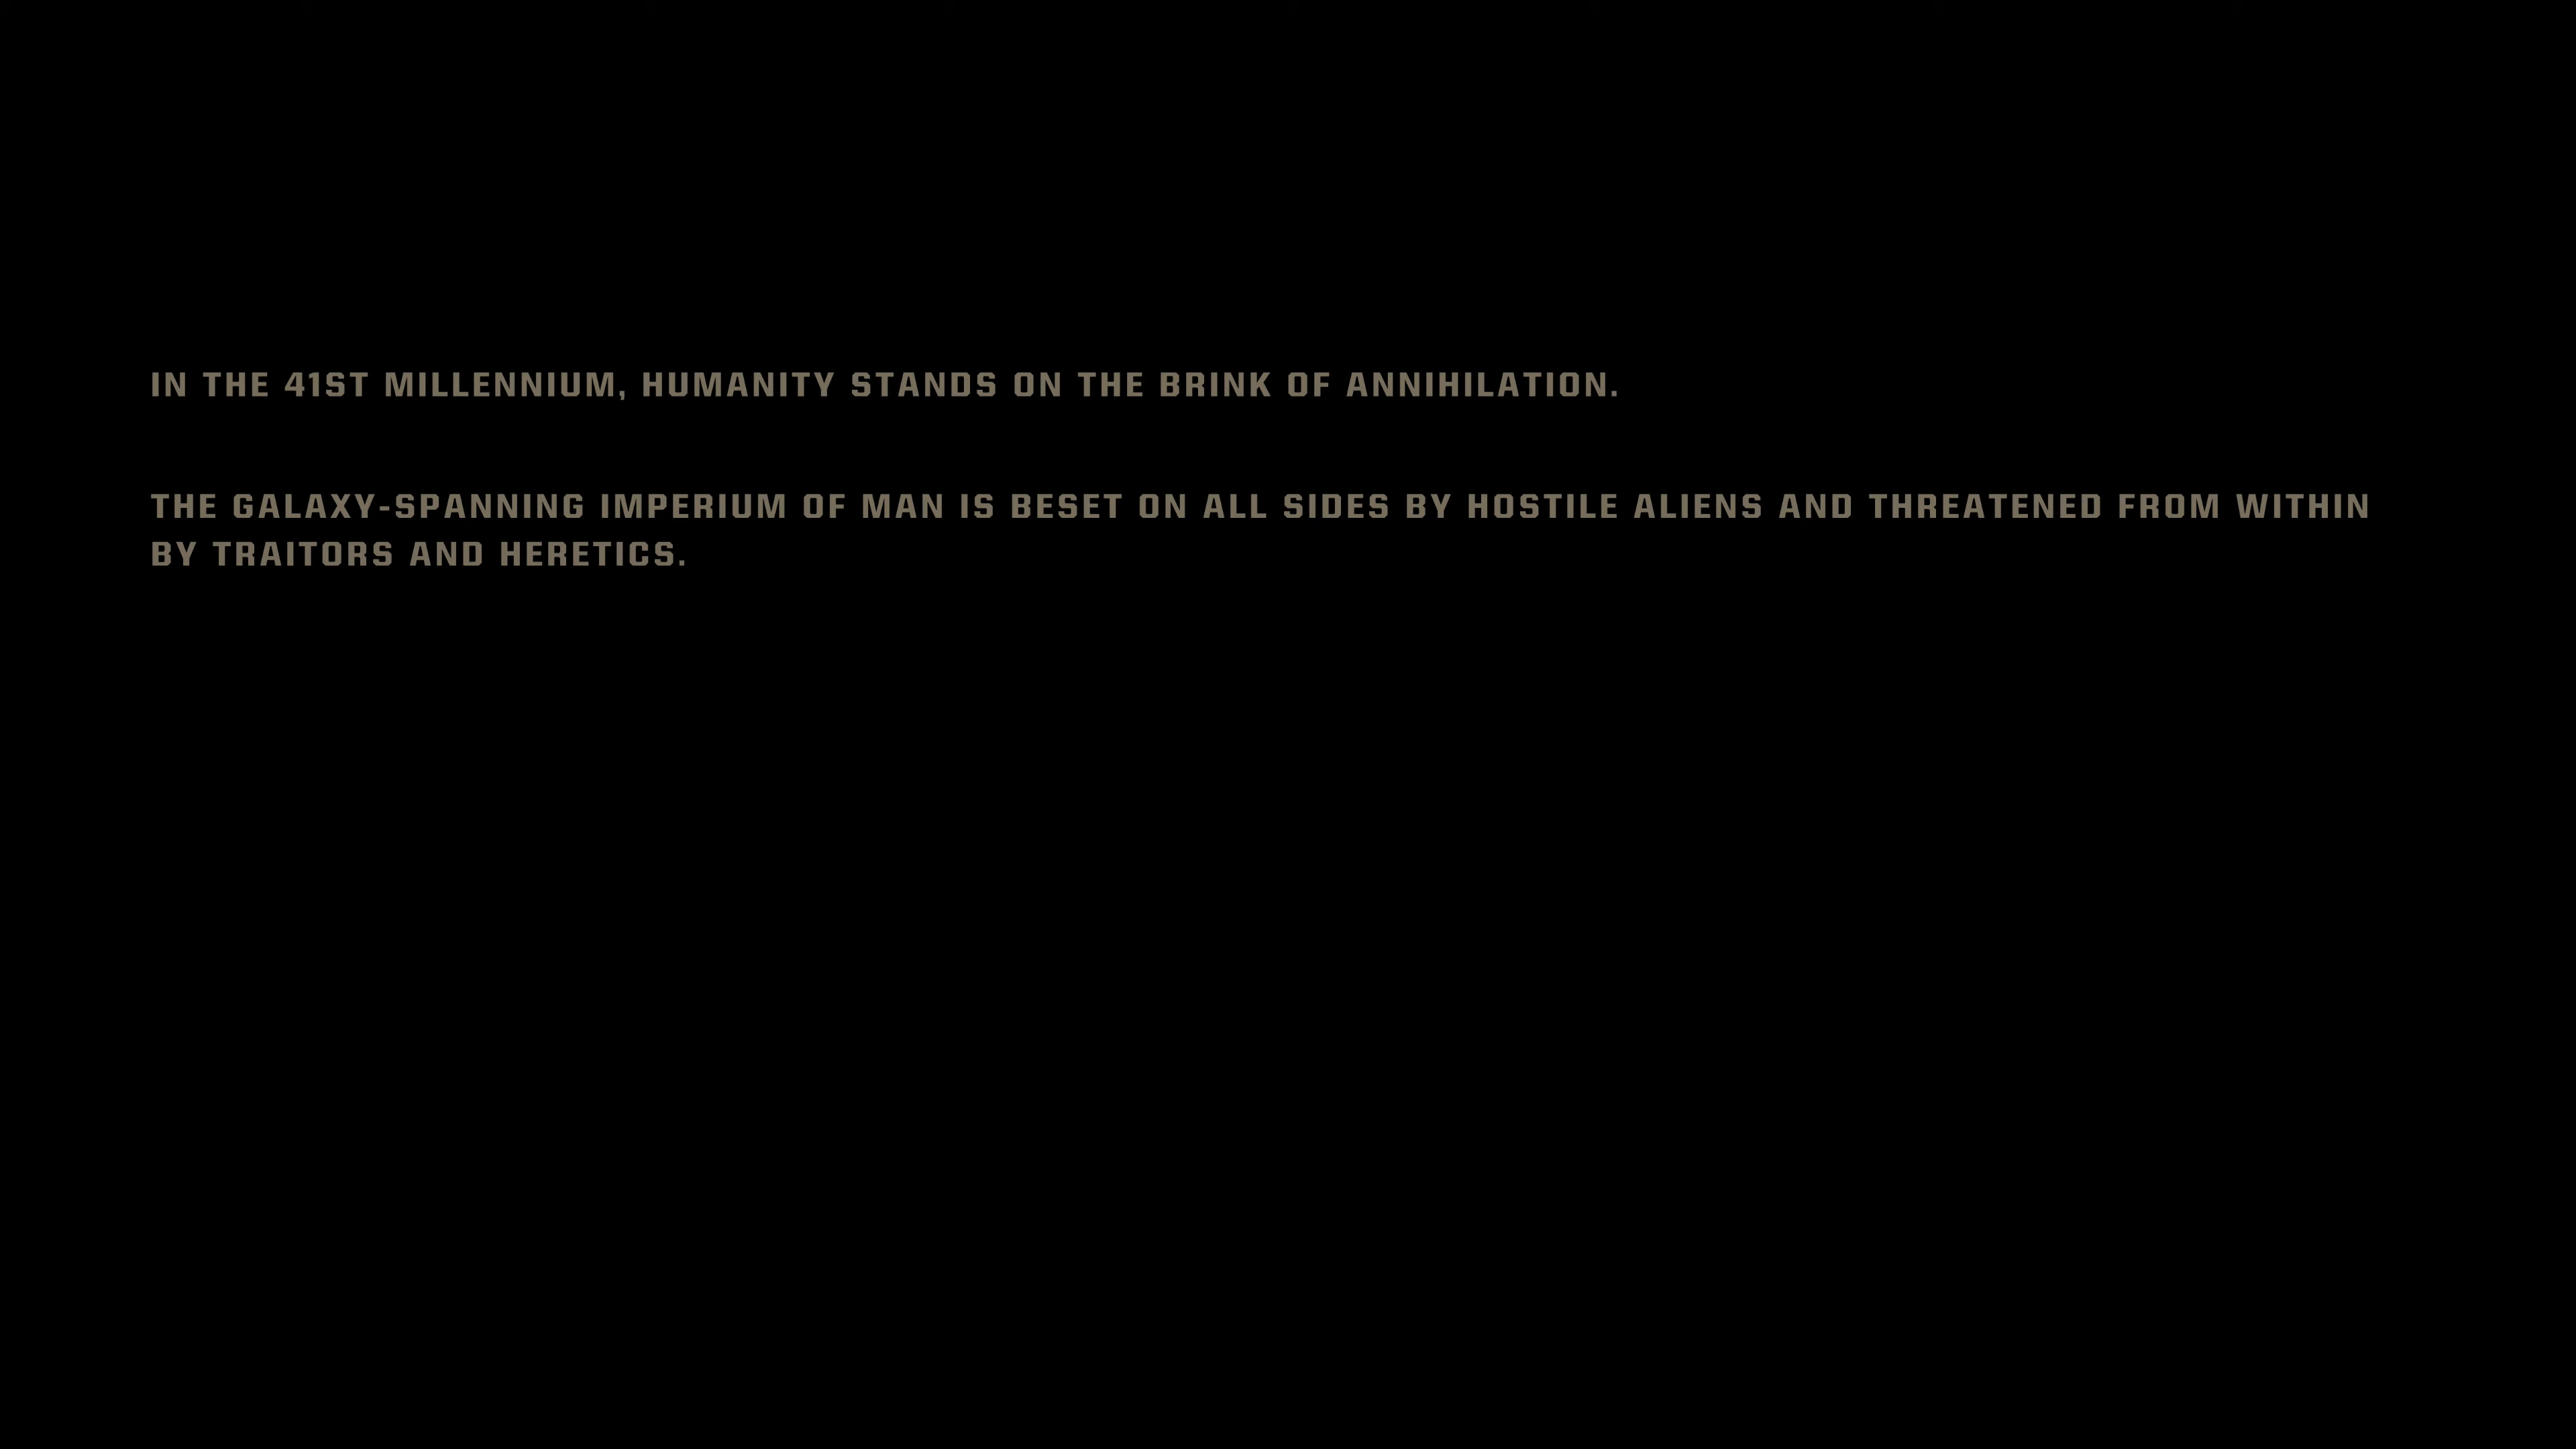 IN THE 41ST MILLENNIUM, HUMANITY STANDS ON THE BRINK OF ANNIHILATION.
THE GALAXY-SPANNING IMPERIUM OF MAN IS BESET ON ALL SIDES BY HOSTILE ALIENS AND THREATENED FROM WITHIN
BY TRAITORS AND HERETICS.